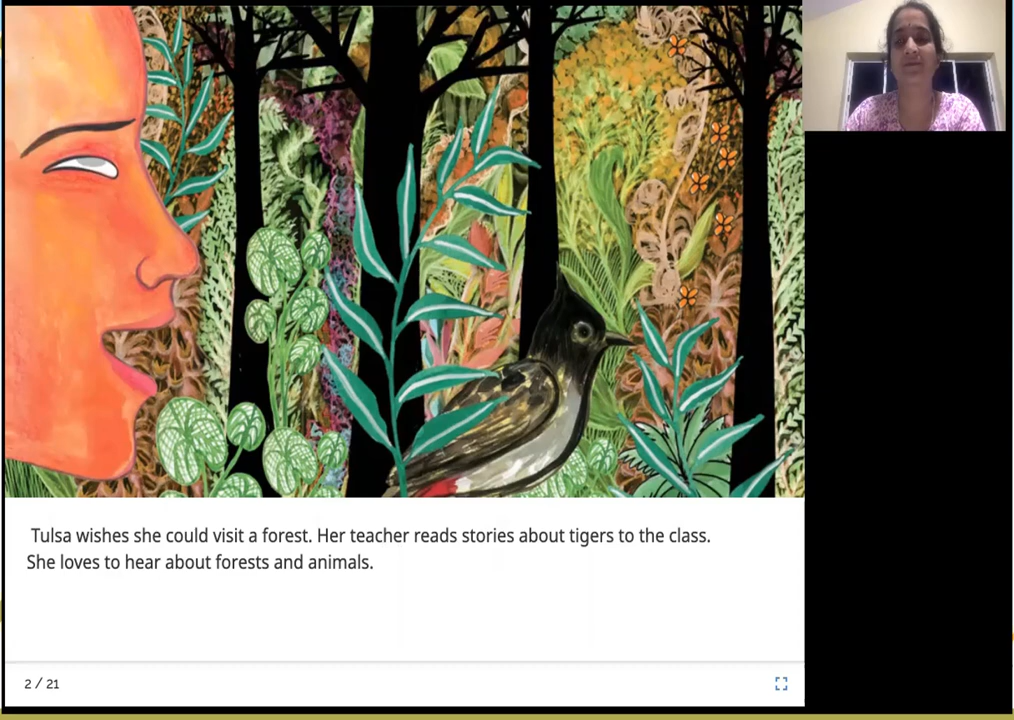 Tulsa wishes she could visit a forest. Her teacher reads stories about tigers to the class.
She loves to hear about forests and animals.
2 / 21